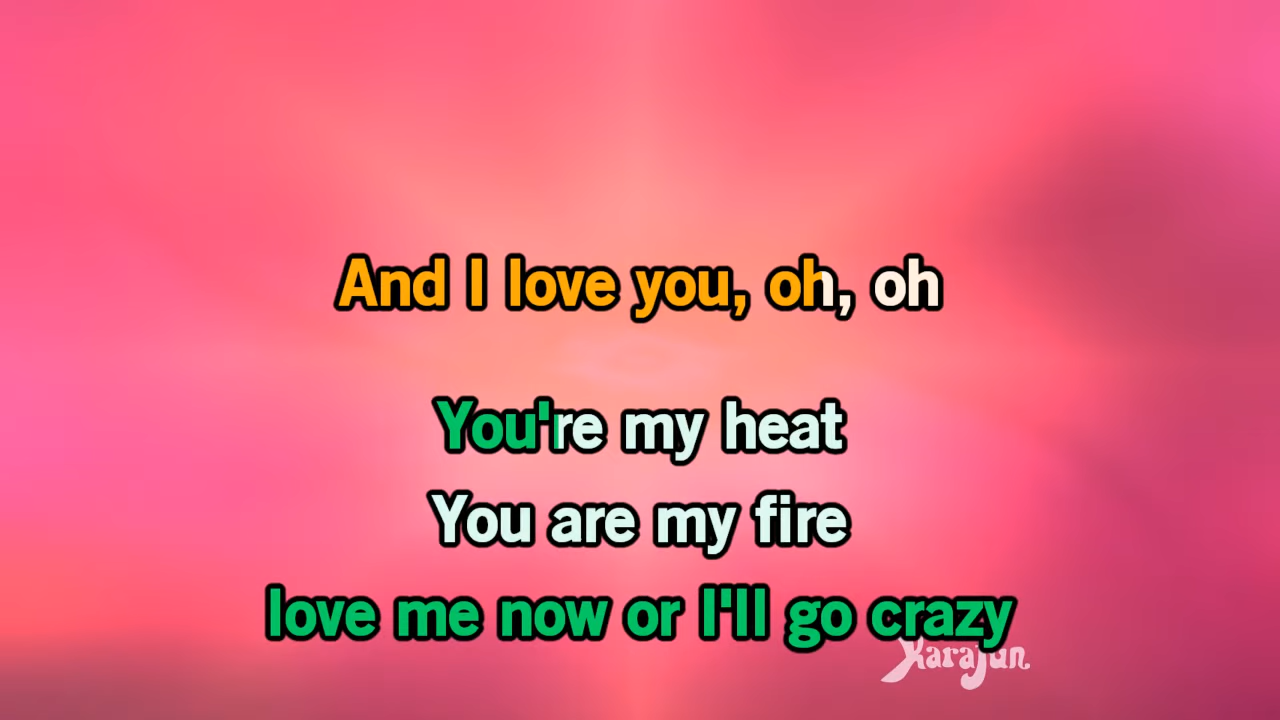 And I love you, oh, oh
You're my heat
You are my fire
love me now or I'll go crazy
Karafun